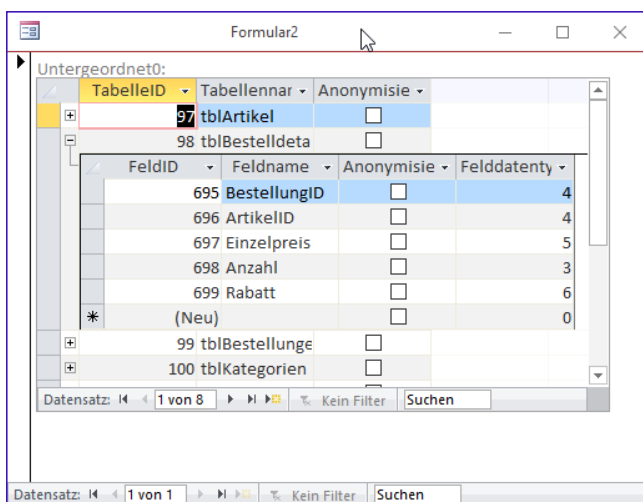 Formular2
Untergeordnet0:
TabelleID Tabellennar Anonymisie
97 tblArtikel
98 tblBestelldeta
FeldID Feldname Anonymisie Felddatenty
695 BestellungID 4
696 ArtikelID 4
697 Einzelpreis 5
698 Anzahl 3
699 Rabatt 6
(Neu) 0
99 tblBestellunge
100 tblKategorien
Datensatz: 1 von 8 Kein Filter Suchen
Datensatz: 1 von 1 Kein Filter Suchen